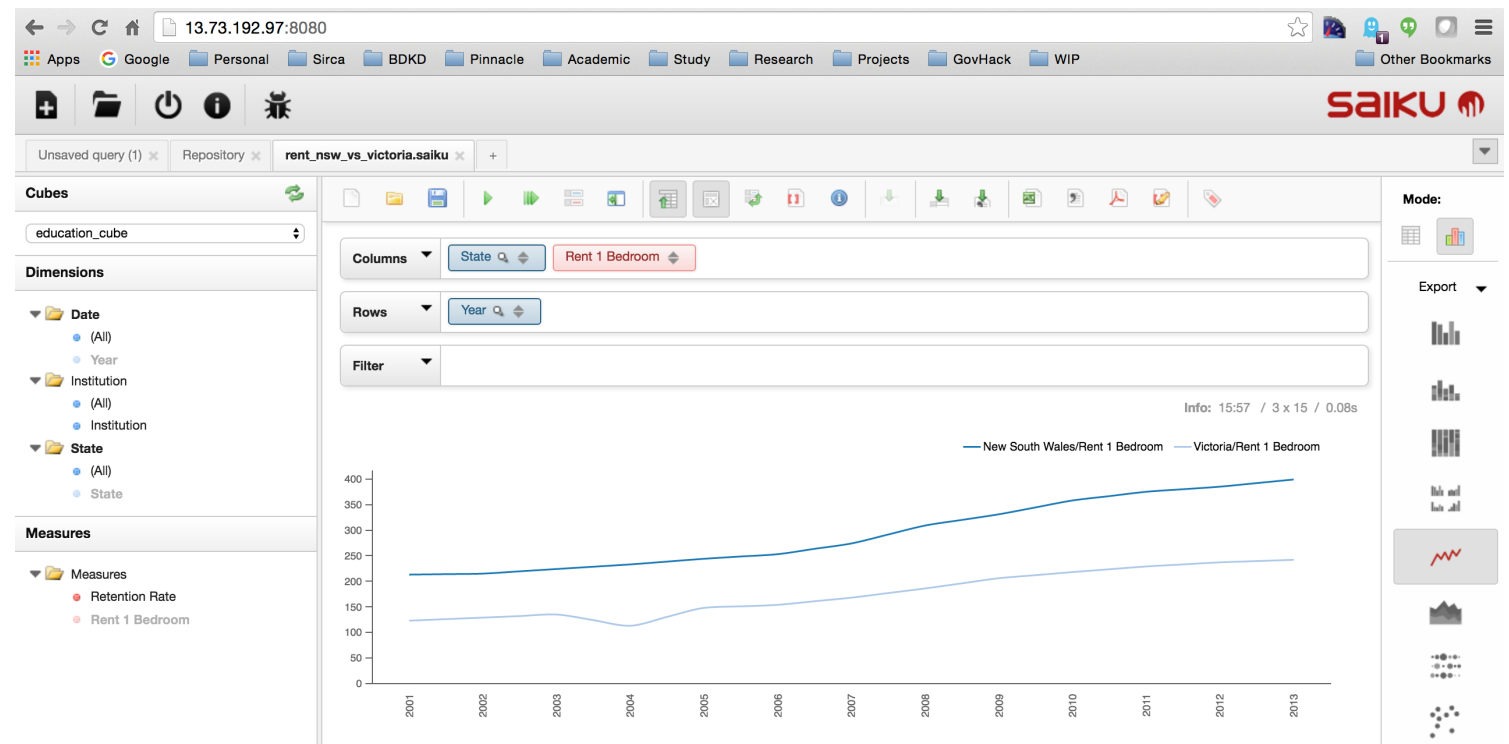 13.73.192.97:8080
Apps Google Personal Sirca BDKD Pinnacle Academic Study Research Projects GovHack WIP Other Bookmarks
1
saiku
Unsaved query (1) Repository rent_nsw_vs_victoria.saiku +
Cubes
education_cube
Dimensions
Date
(All)
Year
Institution
(All)
Institution
State
(All)
State
Measures
Measures
Retention Rate
Rent 1 Bedroom
Columns State Rent 1 Bedroom
Rows Year
Filter
Info: 15:57 / 3 x 15 / 0.08s
New South Wales/Rent 1 Bedroom Victoria/Rent 1 Bedroom
400
350
300
250
200
150
100
50
0
2001 2002 2003 2004 2005 2006 2007 2008 2009 2010 2011 2012 2013
Mode:
Export